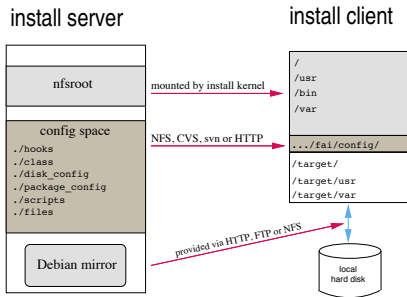 install server
install client
nfsroot
mounted by install kernel
/
/usr
/bin
/var
config space
./hooks
./class
./disk_config
./package_config
./scripts
./files
NFS, CVS, svn or HTTP
.../fai/config/
/target/
/target/usr
/target/var
Debian mirror
provided via HTTP, FTP or NFS
local
hard disk